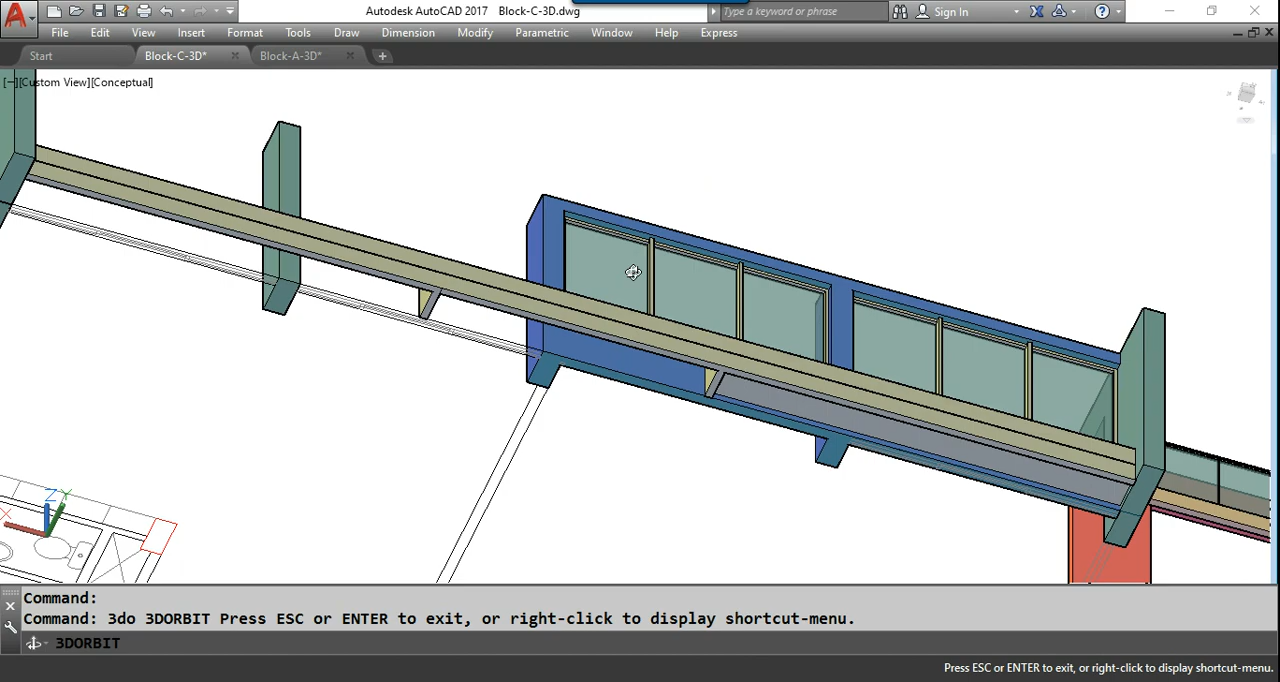 Autodesk AutoCAD 2017 Block-C-3D.dwg
Type a keyword or phrase
Sign In
File Edit View Insert Format Tools Draw Dimension Modify Parametric Window Help Express
Start Block-C-3D* Block-A-3D*
[−][Custom View][Conceptual]
Z Y
X
Command:
Command: 3do 3DORBIT Press ESC or ENTER to exit, or right-click to display shortcut-menu.
3DORBIT
Press ESC or ENTER to exit, or right-click to display shortcut-menu.